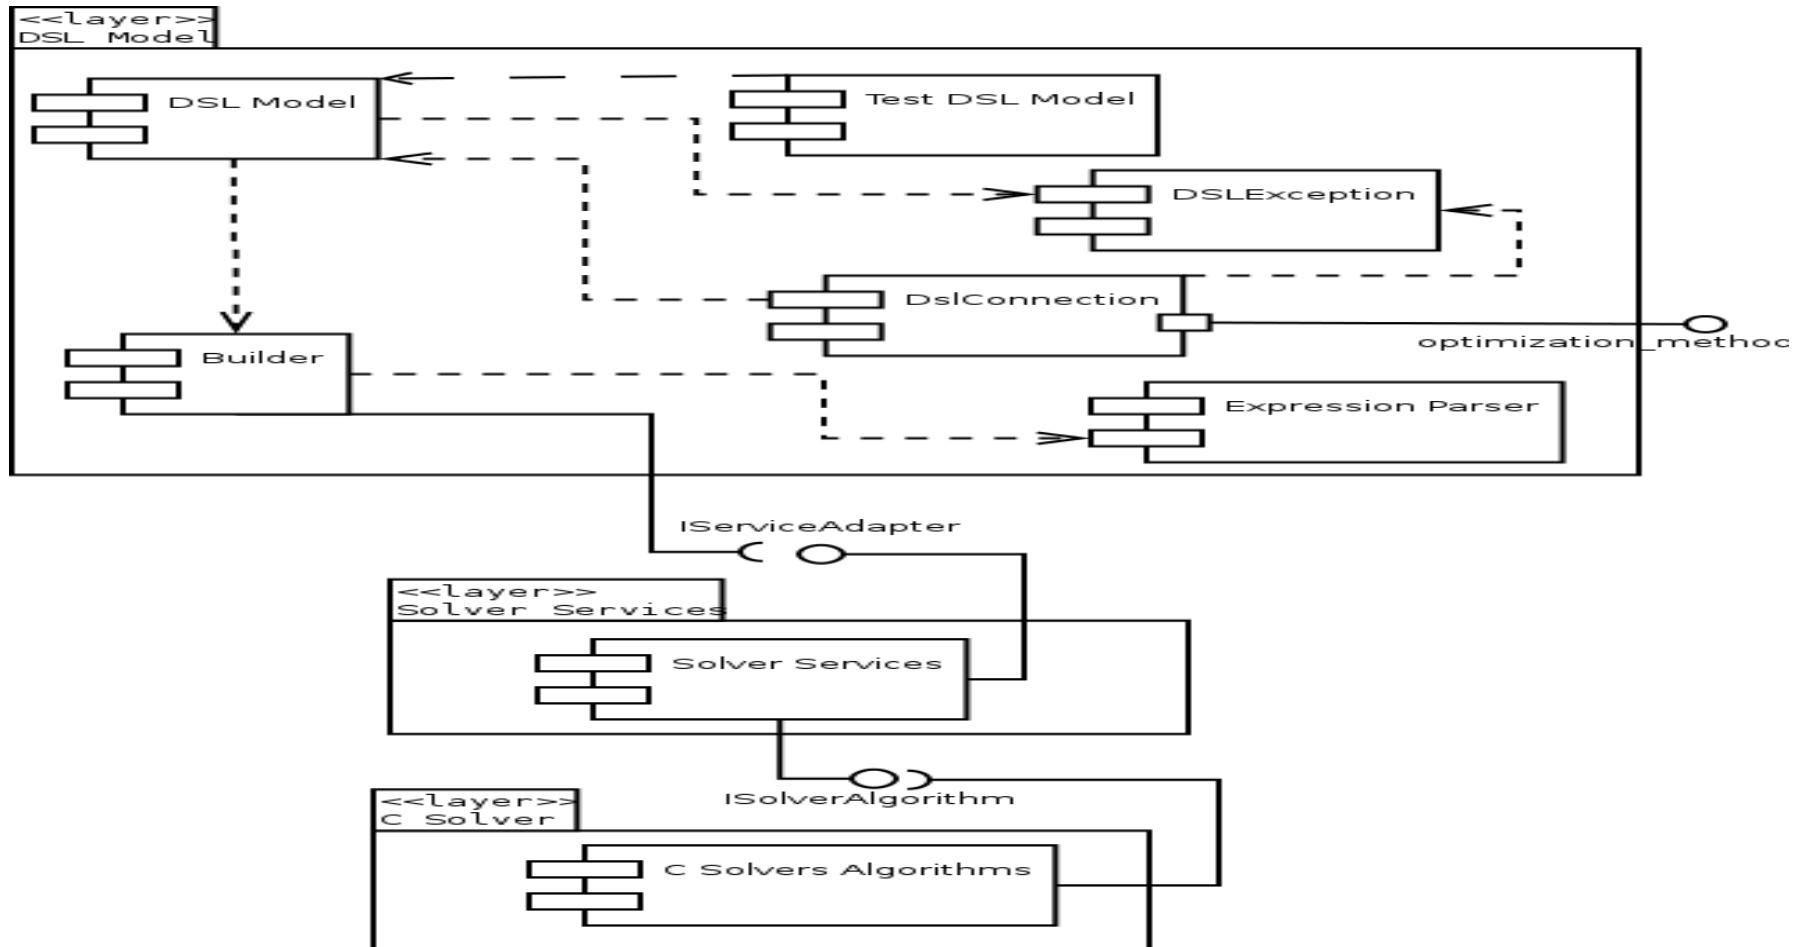 <<layer>>
DSL Model
DSL Model
Test DSL Model
DSLException
DslConnection
optimization_method
Builder
Expression Parser
IServiceAdapter
<<layer>>
Solver Services
Solver Services
ISolverAlgorithm
<<layer>>
C Solver
C Solvers Algorithms